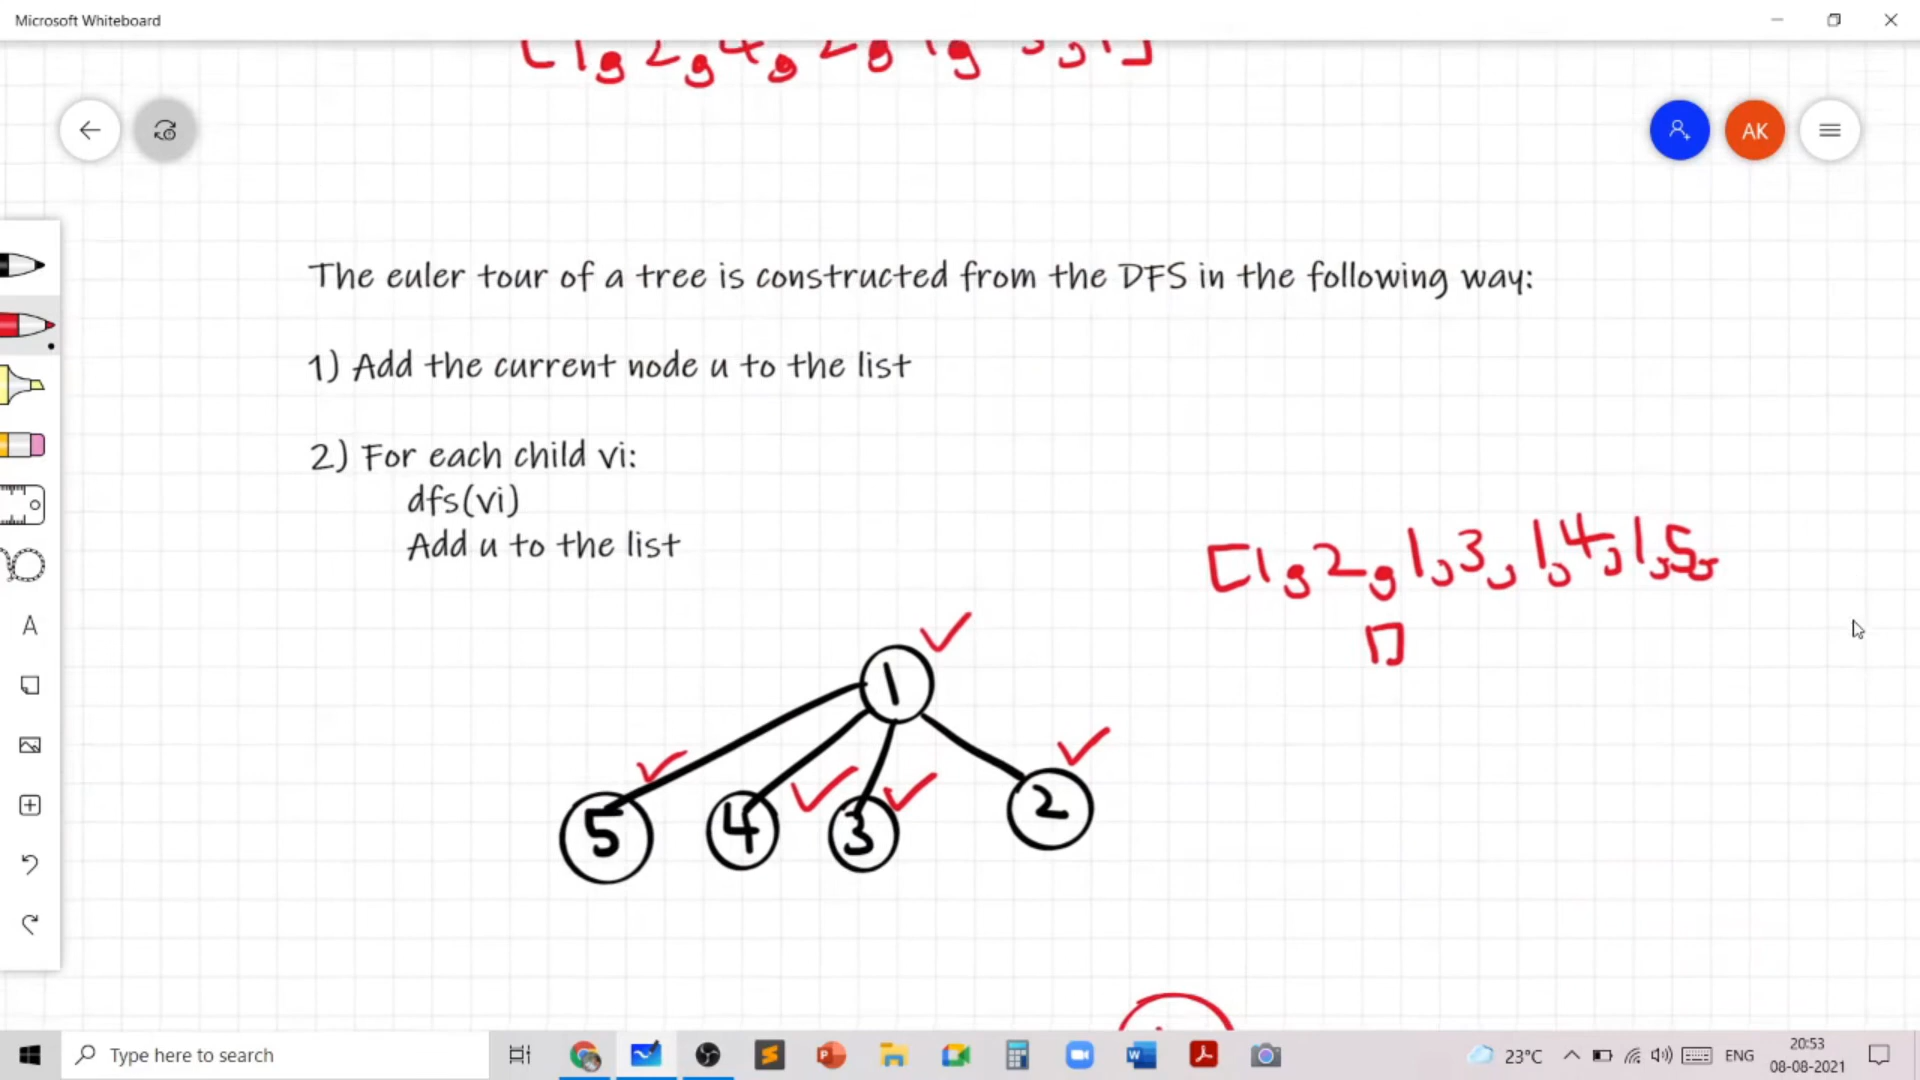 Microsoft Whiteboard
AK
The euler tour of a tree is constructed from the DFS in the following way:
1) Add the current node u to the list
2) For each child vi:
dfs(vi)
Add u to the list
[1,2,1,3,1,4,1,5,
1]
1
5 4 3 2
A
Type here to search
23°C
ENG
20:53
08-08-2021